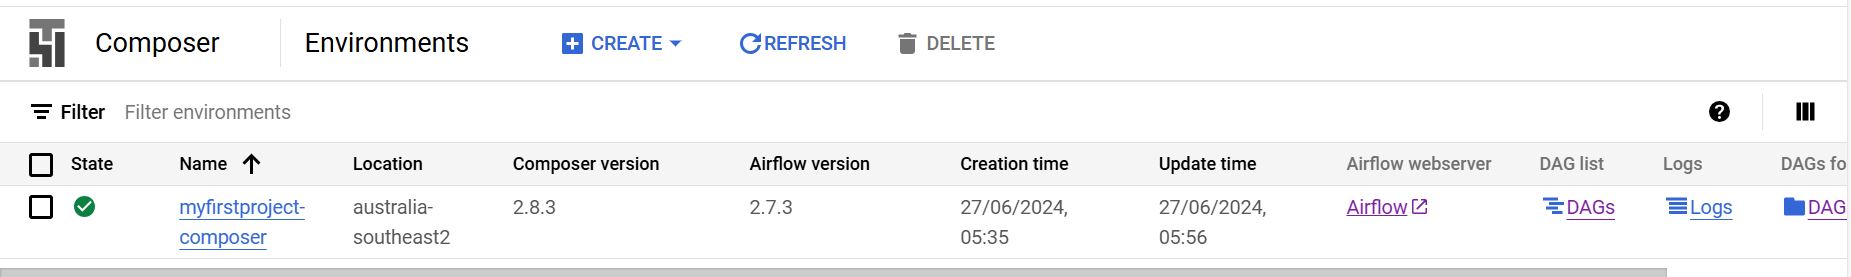 Composer Environments CREATE REFRESH DELETE
Filter Filter environments
State Name Location Composer version Airflow version Creation time Update time Airflow webserver DAG list Logs DAGs fo
myfirstproject- australia- 2.8.3 2.7.3 27/06/2024, 27/06/2024, Airflow DAGs Logs DAG
composer southeast2 05:35 05:56